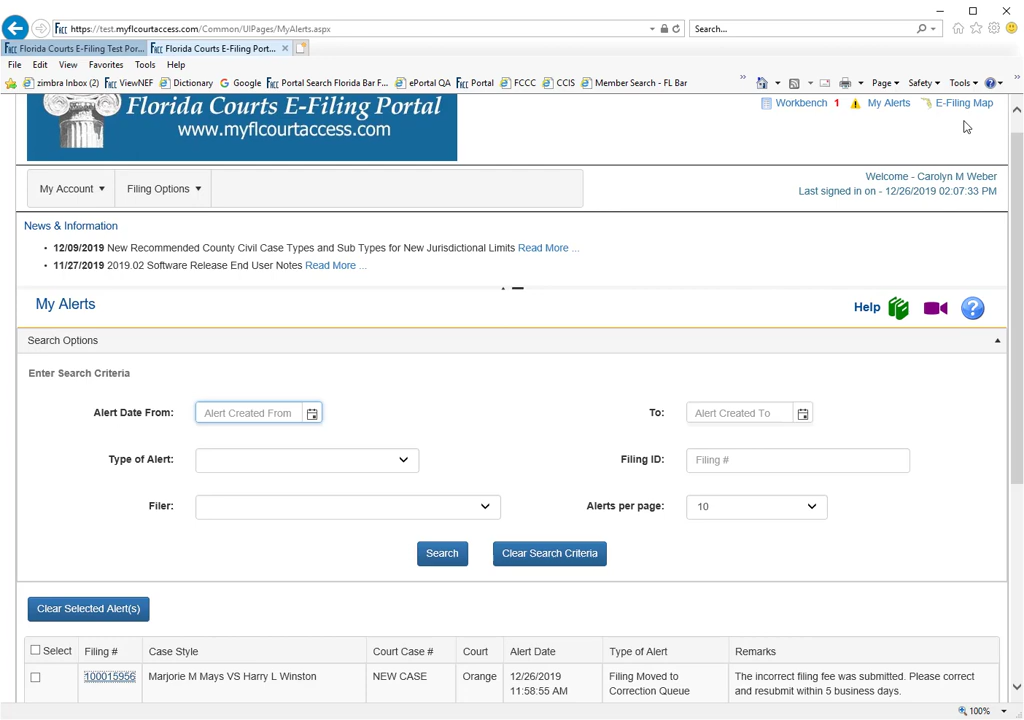 https://test.myflcourtaccess.com/Common/UIPages/MyAlerts.aspx
Search...
Florida Courts E-Filing Test Por...
Florida Courts E-Filing Port...
File Edit View Favorites Tools Help
zimbra Inbox (2) ViewNEF Dictionary Google Portal Search Florida Bar F... ePortal QA Portal FCCC CCIS Member Search - FL Bar
Page Safety Tools
Florida Courts E-Filing Portal
www.myflcourtaccess.com
Workbench 1 My Alerts E-Filing Map
My Account Filing Options
Welcome - Carolyn M Weber
Last signed in on - 12/26/2019 02:07:33 PM
News & Information
• 12/09/2019 New Recommended County Civil Case Types and Sub Types for New Jurisdictional Limits Read More ...
• 11/27/2019 2019.02 Software Release End User Notes Read More ...
My Alerts
Help ?
Search Options
Enter Search Criteria
Alert Date From: Alert Created From To: Alert Created To
Type of Alert: Filing ID: Filing #
Filer: Alerts per page: 10
Search Clear Search Criteria
Clear Selected Alert(s)
Select Filing # Case Style Court Case # Court Alert Date Type of Alert Remarks
100015956 Marjorie M Mays VS Harry L Winston NEW CASE Orange 12/26/2019 Filing Moved to The incorrect filing fee was submitted. Please correct
11:58:55 AM Correction Queue and resubmit within 5 business days.
100%